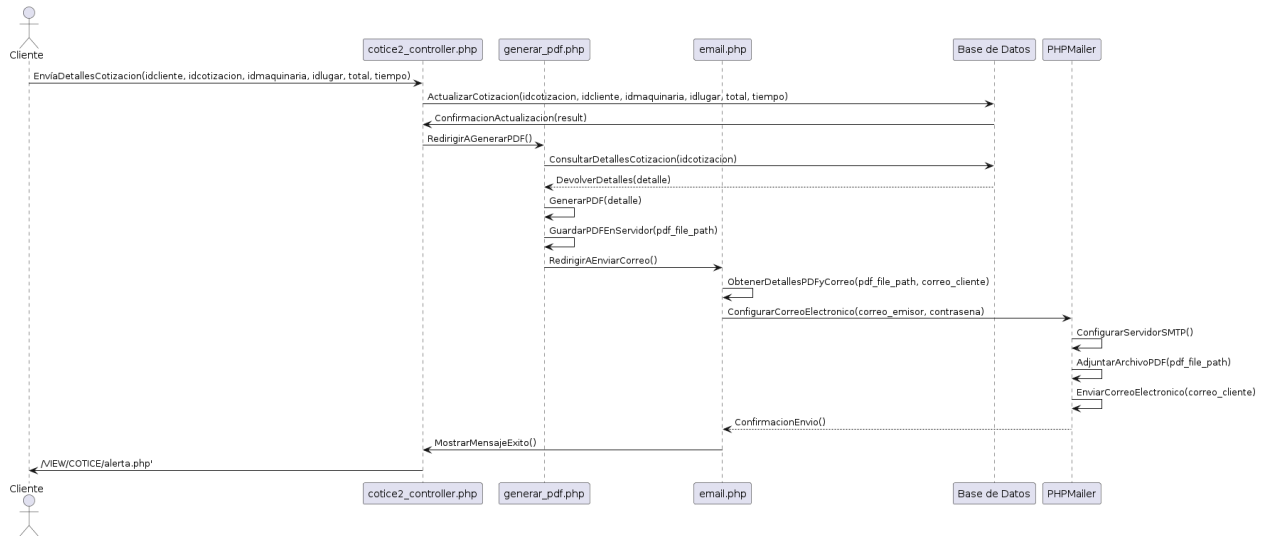 Cliente
cotice2_controller.php
generar_pdf.php
email.php
Base de Datos
PHPMailer
EnvíaDetallesCotizacion(idcliente, idcotizacion, idmaquinaria, idlugar, total, tiempo)
ActualizarCotizacion(idcotizacion, idcliente, idmaquinaria, idlugar, total, tiempo)
ConfirmacionActualizacion(result)
RedirigirAGenerarPDF()
ConsultarDetallesCotizacion(idcotizacion)
DevolverDetalles(detalle)
GenerarPDF(detalle)
GuardarPDFEnServidor(pdf_file_path)
RedirigirAEnviarCorreo()
ObtenerDetallesPDFyCorreo(pdf_file_path, correo_cliente)
ConfigurarCorreoElectronico(correo_emisor, contrasena)
ConfigurarServidorSMTP()
AdjuntarArchivoPDF(pdf_file_path)
EnviarCorreoElectronico(correo_cliente)
ConfirmacionEnvio()
MostrarMensajeExito()
/VIEW/COTICE/alerta.php'
Cliente
cotice2_controller.php
generar_pdf.php
email.php
Base de Datos
PHPMailer